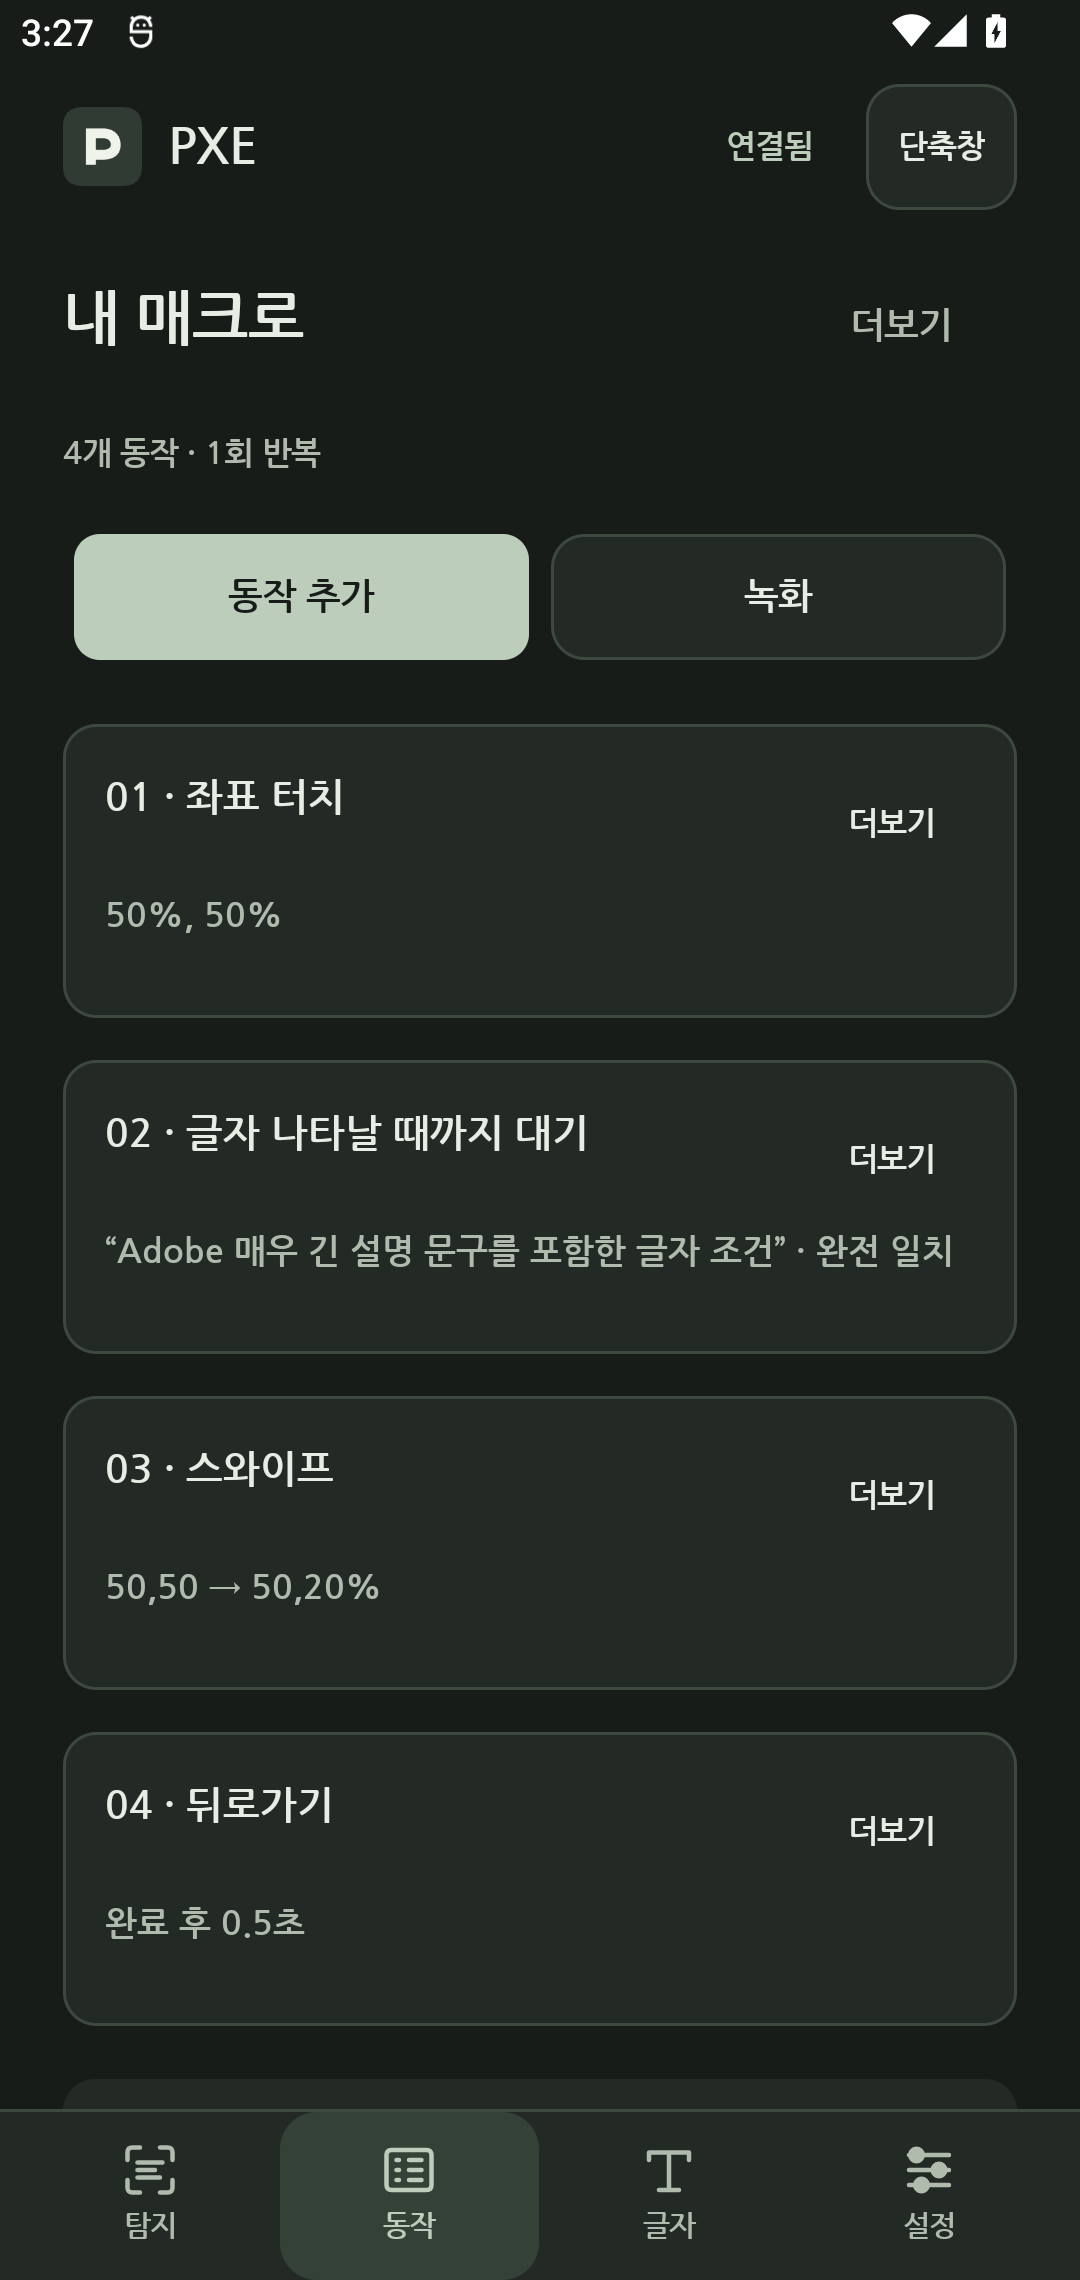 3:27
PXE
연결됨
단축창
내 매크로
더보기
4개 동작 · 1회 반복
동작 추가
녹화
01 · 좌표 터치
더보기
50%, 50%
02 · 글자 나타날 때까지 대기
더보기
“Adobe 매우 긴 설명 문구를 포함한 글자 조건” · 완전 일치
03 · 스와이프
더보기
50,50 → 50,20%
04 · 뒤로가기
더보기
완료 후 0.5초
탐지
동작
글자
설정